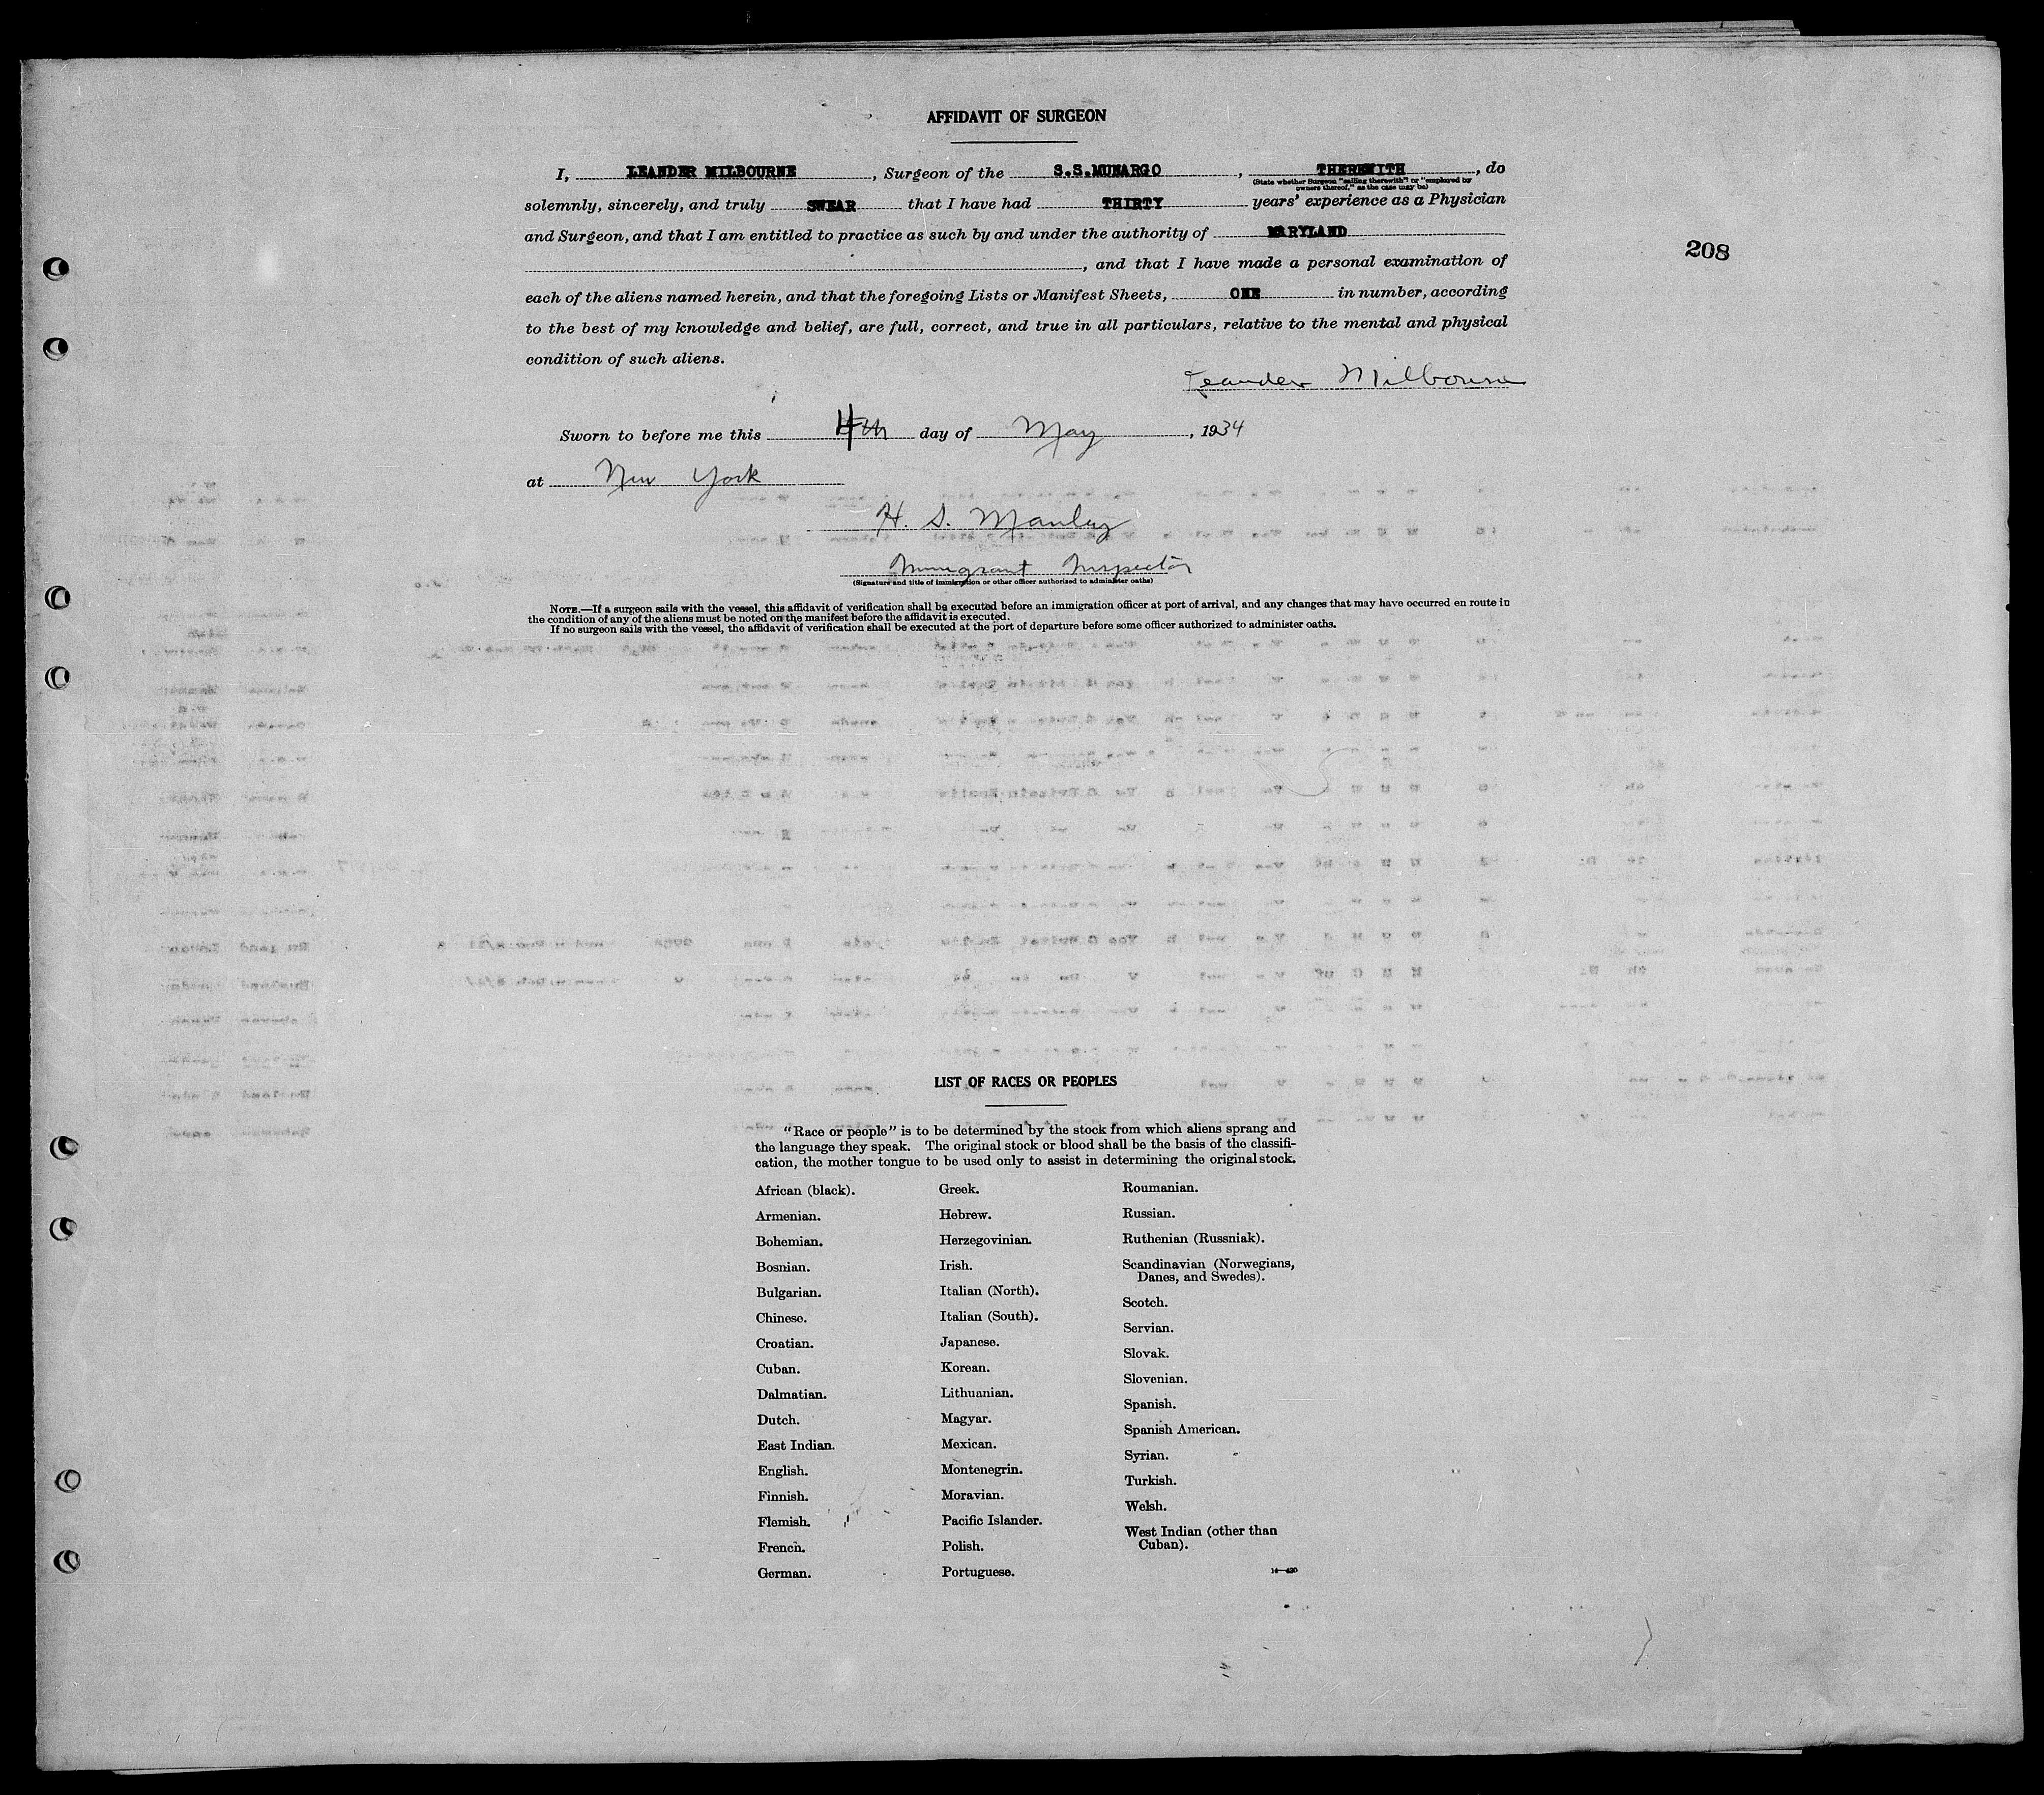 AFFIDAVIT OF SURGEON
I, LEANDER MILBOURNE, Surgeon of the S.S.MUNARGO, THEREWITH, do
(State whether Surgeon "sailing therewith" or "employed by
owners thereof," as the case may be)
solemnly, sincerely, and truly SWEAR that I have had THIRTY years' experience as a Physician
and Surgeon, and that I am entitled to practice as such by and under the authority of MARYLAND
208
, and that I have made a personal examination of
each of the aliens named herein, and that the foregoing Lists or Manifest Sheets, ONE in number, according
to the best of my knowledge and belief, are full, correct, and true in all particulars, relative to the mental and physical
condition of such aliens.
Leander Milbourne
Sworn to before me this 4th day of May, 1934
at New York
H. S. Manley
Immigrant Inspector
(Signature and title of immigration or other officer authorized to administer oaths)
NOTE.—If a surgeon sails with the vessel, this affidavit of verification shall be executed before an immigration officer at port of arrival, and any changes that may have occurred en route in
the condition of any of the aliens must be noted on the manifest before the affidavit is executed.
If no surgeon sails with the vessel, the affidavit of verification shall be executed at the port of departure before some officer authorized to administer oaths.
LIST OF RACES OR PEOPLES
"Race or people" is to be determined by the stock from which aliens sprang and
the language they speak. The original stock or blood shall be the basis of the classifi-
cation, the mother tongue to be used only to assist in determining the original stock.
African (black).
Armenian.
Bohemian.
Bosnian.
Bulgarian.
Chinese.
Croatian.
Cuban.
Dalmatian.
Dutch.
East Indian.
English.
Finnish.
Flemish.
French.
German.
Greek.
Hebrew.
Herzegovinian.
Irish.
Italian (North).
Italian (South).
Japanese.
Korean.
Lithuanian.
Magyar.
Mexican.
Montenegrin.
Moravian.
Pacific Islander.
Polish.
Portuguese.
Roumanian.
Russian.
Ruthenian (Russniak).
Scandinavian (Norwegians,
Danes, and Swedes).
Scotch.
Servian.
Slovak.
Slovenian.
Spanish.
Spanish American.
Syrian.
Turkish.
Welsh.
West Indian (other than
Cuban).